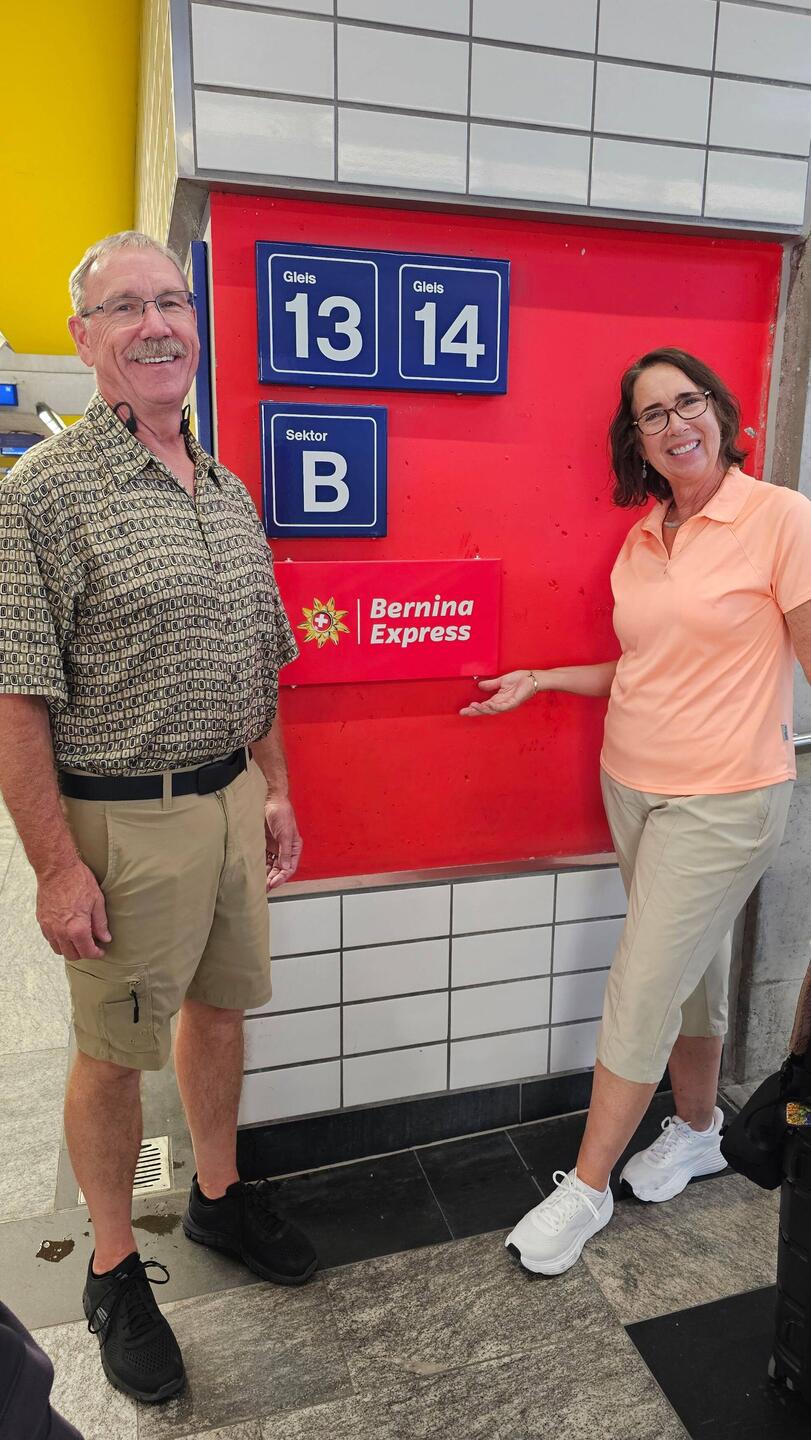 Gleis
13
Gleis
14
Sektor
B
Bernina
Express